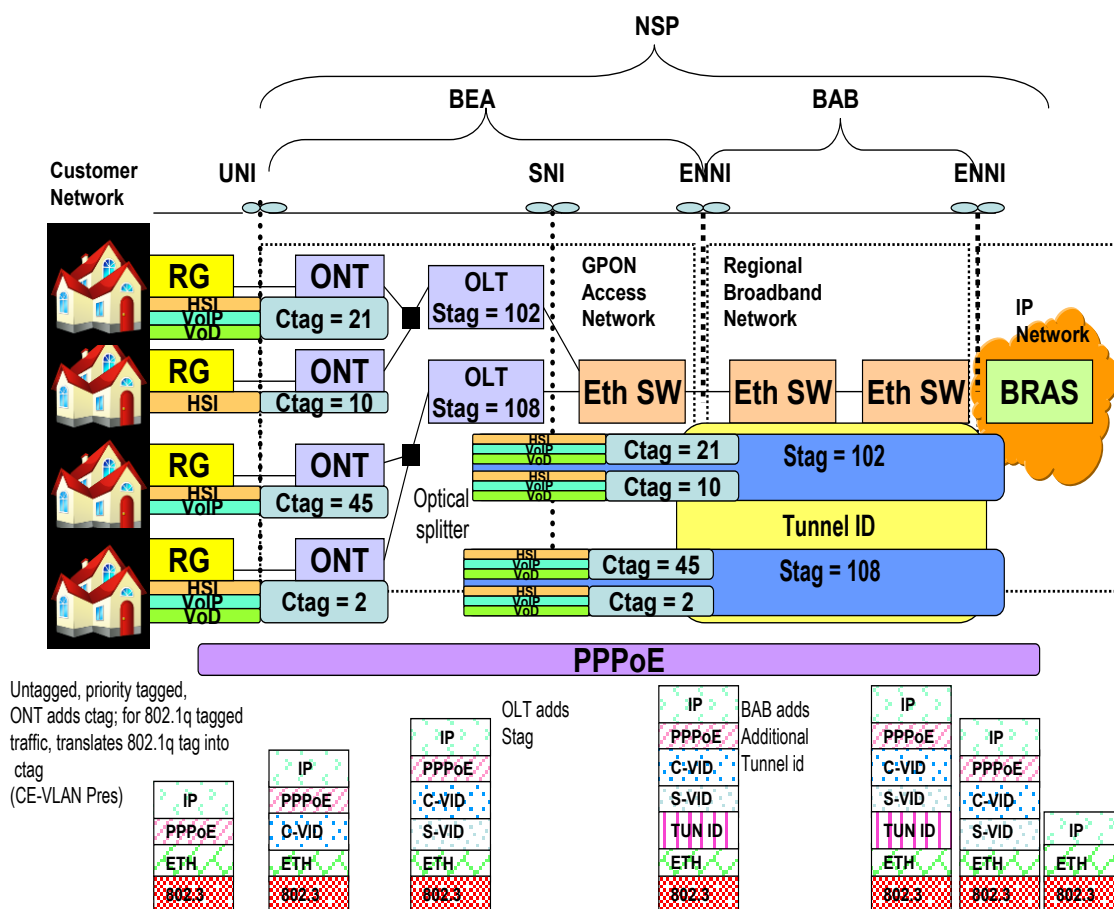 NSP
BEA
BAB
Customer
Network
UNI
SNI
ENNI
ENNI
RG
ONT
OLT
Stag = 102
GPON
Access
Network
Regional
Broadband
Network
IP
Network
HSI
VoIP
VoD
Ctag = 21
RG
ONT
HSI
Ctag = 10
OLT
Stag = 108
Eth SW
Eth SW
Eth SW
BRAS
RG
ONT
HSI
VoIP
Ctag = 45
Optical
splitter
HSI
VoIP
VoD
Ctag = 21
HSI
VoIP
VoD
Ctag = 10
Stag = 102
Tunnel ID
RG
ONT
HSI
VoIP
VoD
Ctag = 2
HSI
VoIP
VoD
Ctag = 45
HSI
VoIP
VoD
Ctag = 2
Stag = 108
PPPoE
Untagged, priority tagged,
ONT adds ctag; for 802.1q tagged
traffic, translates 802.1q tag into
ctag
(CE-VLAN Pres)
OLT adds
Stag
BAB adds
Additional
Tunnel id
IP
PPPoE
ETH
802.3
IP
PPPoE
C-VID
ETH
802.3
IP
PPPoE
C-VID
S-VID
ETH
802.3
IP
PPPoE
C-VID
S-VID
TUN ID
ETH
802.3
IP
PPPoE
C-VID
S-VID
TUN ID
ETH
802.3
IP
PPPoE
C-VID
S-VID
ETH
802.3
IP
ETH
802.3